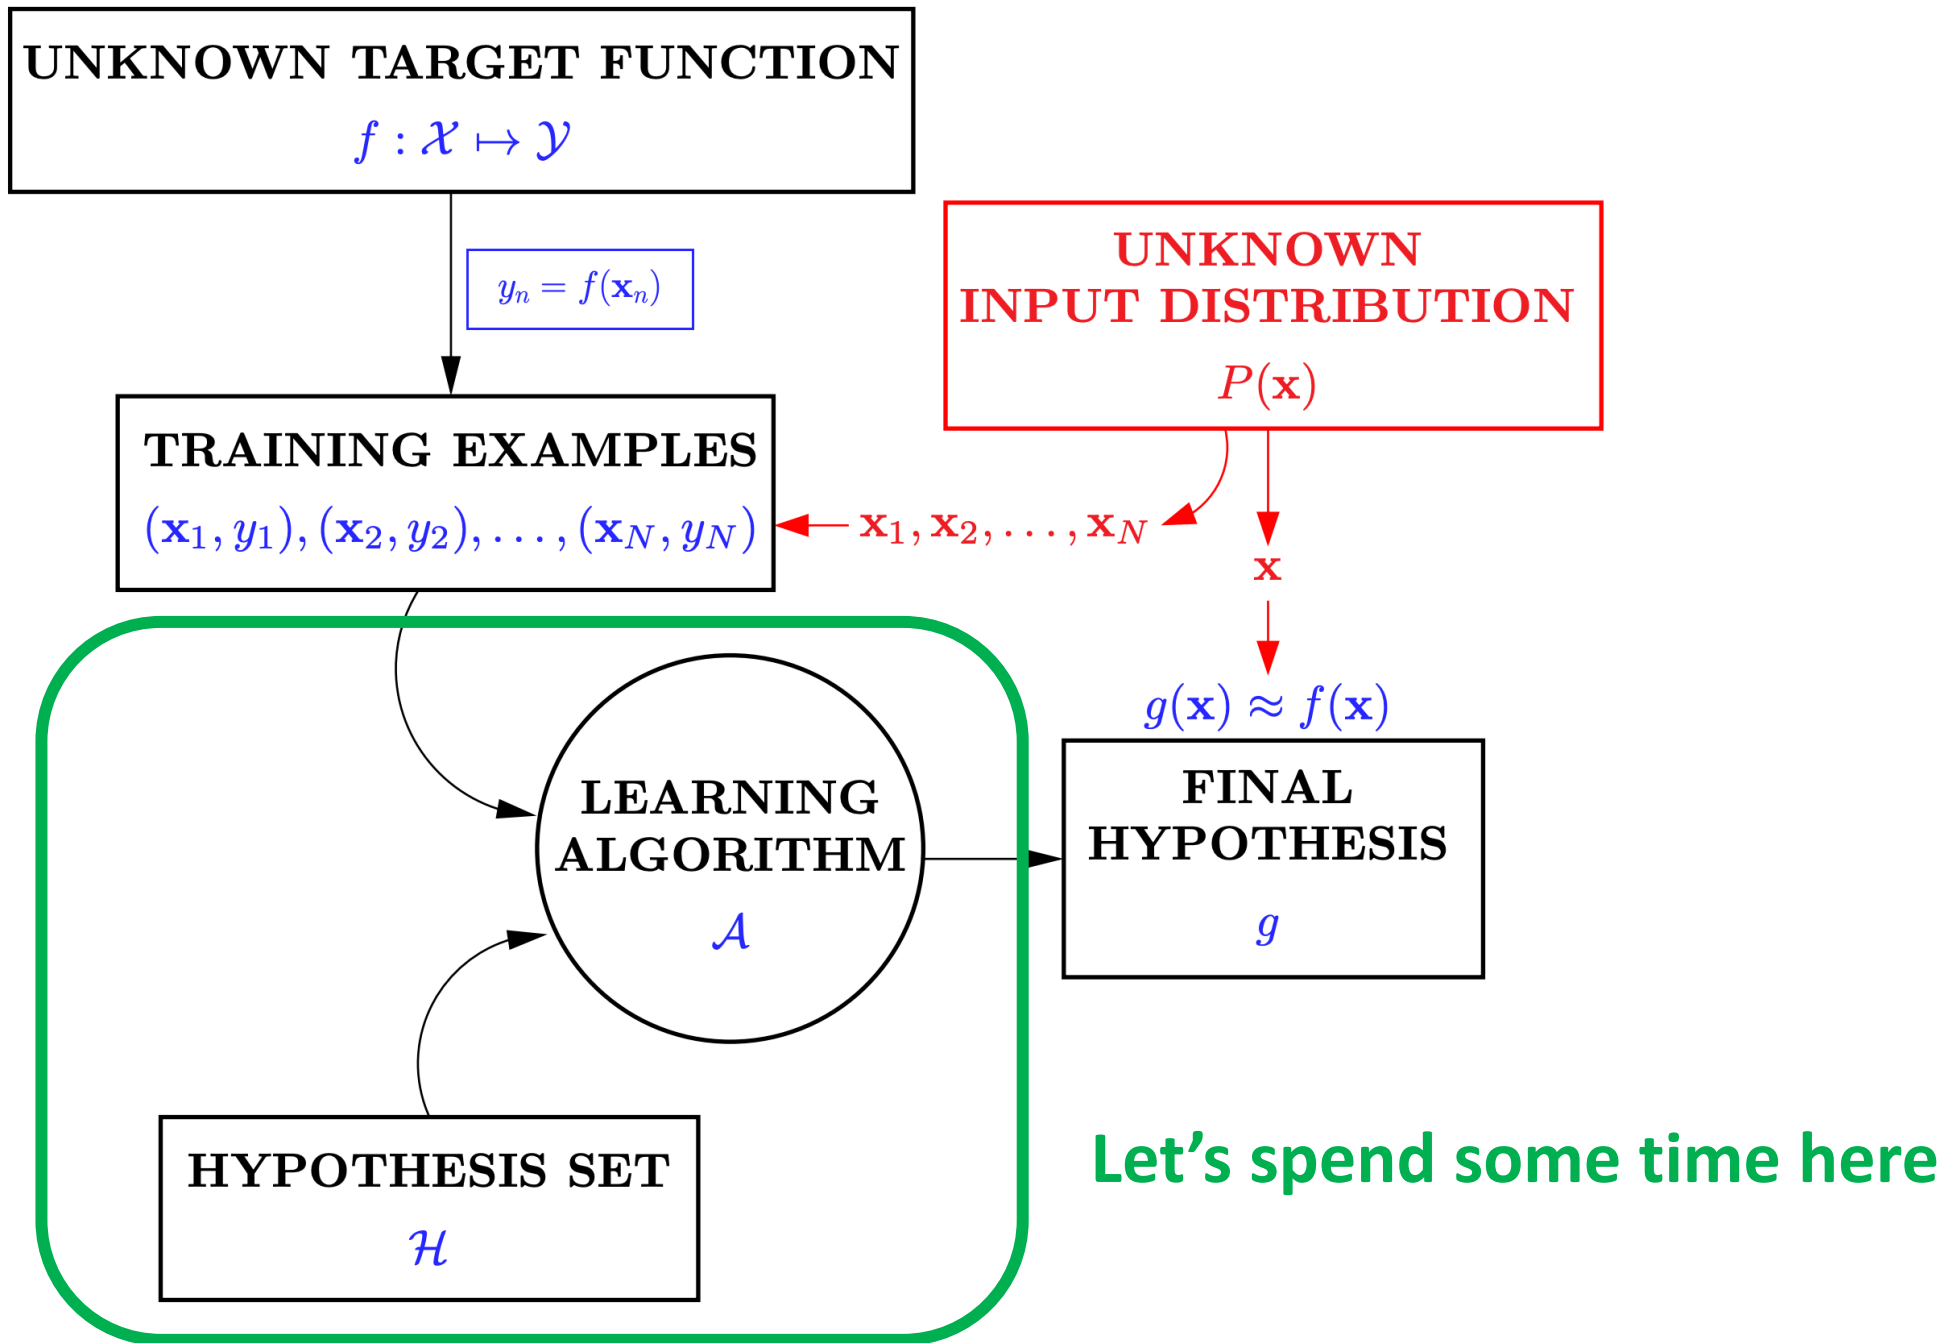 UNKNOWN TARGET FUNCTION
f : 𝒳 ↦ 𝒴
yₙ = f(𝐱ₙ)
UNKNOWN
INPUT DISTRIBUTION
P(𝐱)
TRAINING EXAMPLES
(𝐱₁, y₁), (𝐱₂, y₂), . . . , (𝐱_N, y_N)
𝐱₁, 𝐱₂, . . . , 𝐱_N
𝐱
g(𝐱) ≈ f(𝐱)
LEARNING
ALGORITHM
𝒜
FINAL
HYPOTHESIS
g
HYPOTHESIS SET
ℋ
Let’s spend some time here